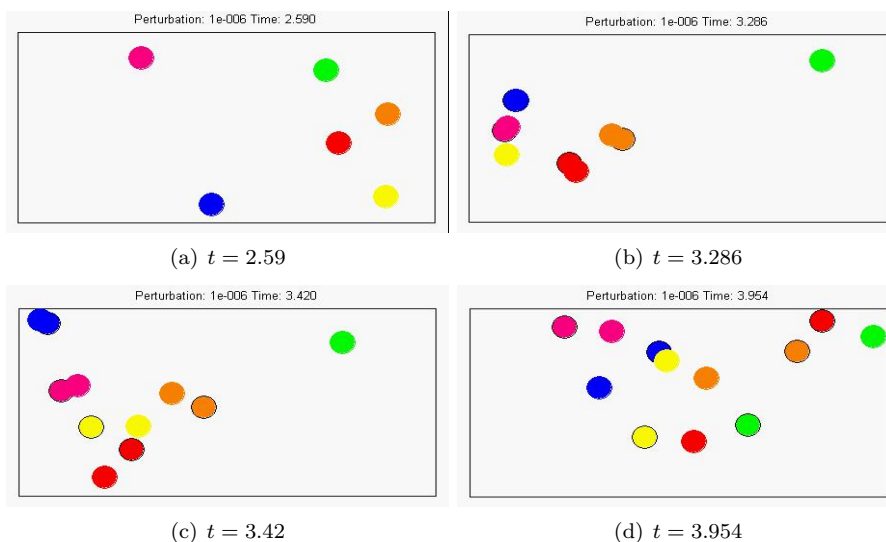 Perturbation: 1e-006 Time: 2.590
Perturbation: 1e-006 Time: 3.286
(a) t = 2.59
(b) t = 3.286
Perturbation: 1e-006 Time: 3.420
Perturbation: 1e-006 Time: 3.954
(c) t = 3.42
(d) t = 3.954